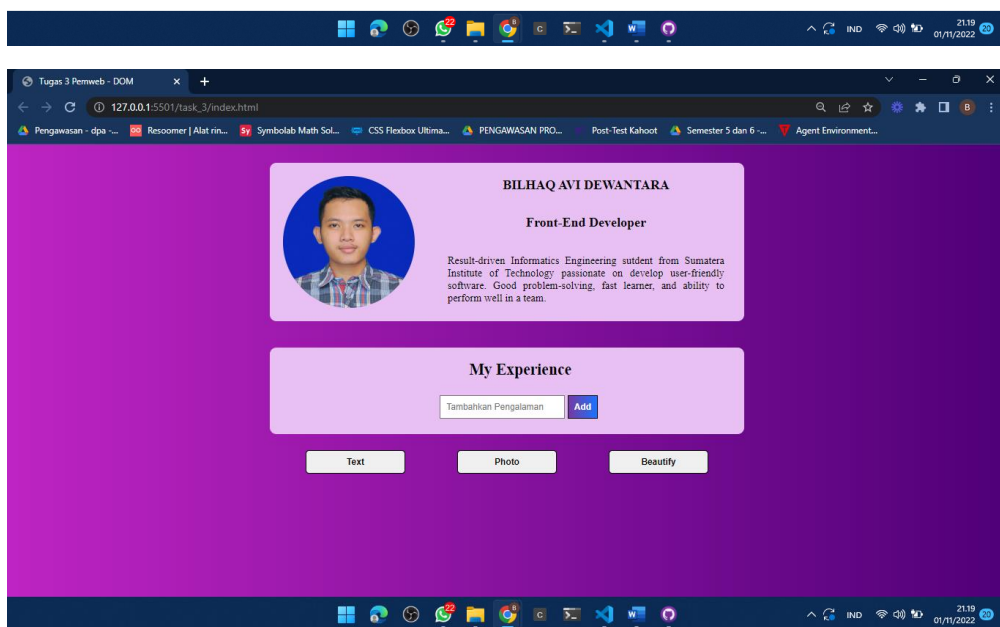 22
C
W
IND
21.19
01/11/2022
20
Tugas 3 Pemweb - DOM
127.0.0.1:5501/task_3/index.html
B
Pengawasan - dpa -...
Resoomer | Alat rin...
Sy Symbolab Math Sol...
CSS Flexbox Ultima...
PENGAWASAN PRO...
Post-Test Kahoot
Semester 5 dan 6 -...
Agent Environment...
BILHAQ AVI DEWANTARA
Front-End Developer
Result-driven Informatics Engineering sutdent from Sumatera
Institute of Technology passionate on develop user-friendly
software. Good problem-solving, fast learner, and ability to
perform well in a team.
My Experience
Tambahkan Pengalaman
Add
Text
Photo
Beautify
22
C
W
IND
21.19
01/11/2022
20